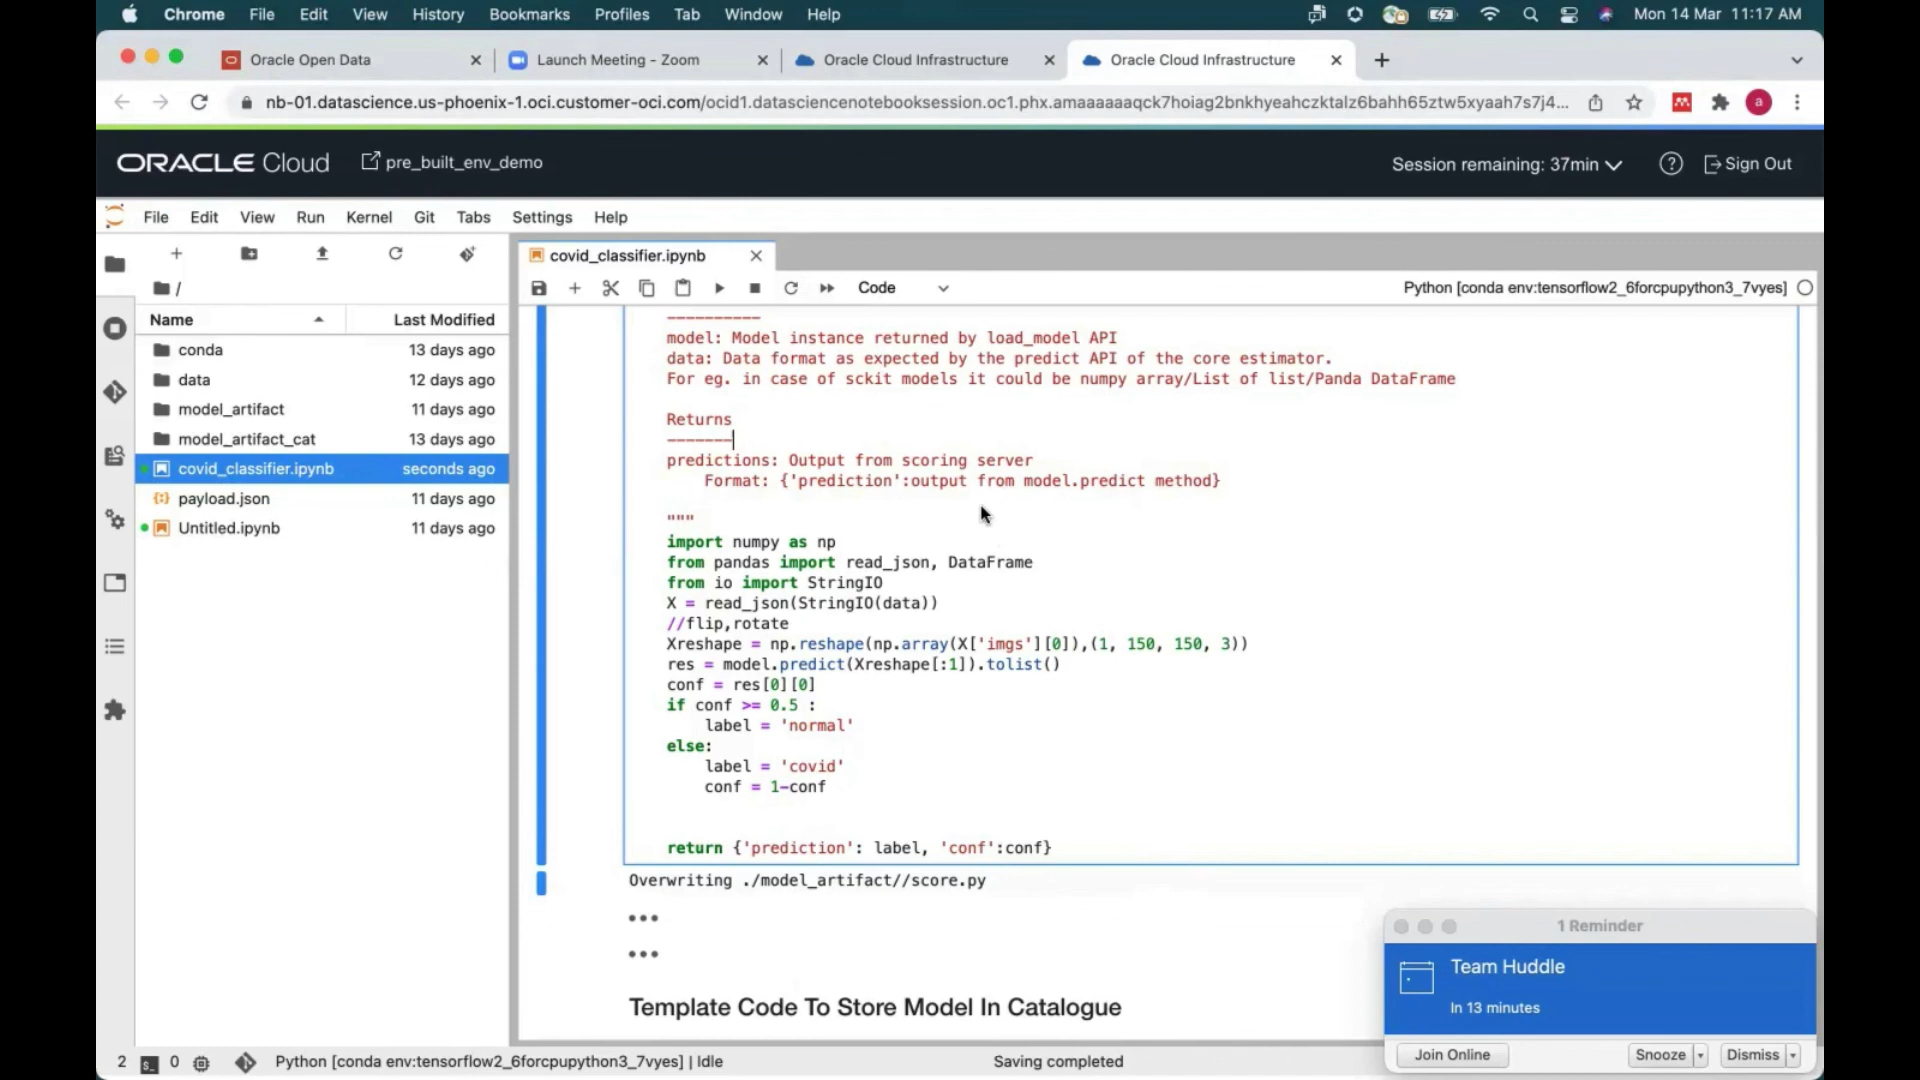 Chrome File Edit View History Bookmarks Profiles Tab Window Help Mon 14 Mar 11:17 AM
Oracle Open Data Launch Meeting - Zoom Oracle Cloud Infrastructure Oracle Cloud Infrastructure
nb-01.datascience.us-phoenix-1.oci.customer-oci.com/ocid1.datasciencenotebooksession.oc1.phx.amaaaaaaqck7hoiag2bnkhyeahczktalz6bahh65ztw5xyaah7s7j4... a
ORACLE Cloud pre_built_env_demo Session remaining: 37min Sign Out
File Edit View Run Kernel Git Tabs Settings Help
covid_classifier.ipynb
/
Code Python [conda env:tensorflow2_6forcpupython3_7vyes]
Name Last Modified
conda 13 days ago
data 12 days ago
model_artifact 11 days ago
model_artifact_cat 13 days ago
covid_classifier.ipynb seconds ago
payload.json 11 days ago
Untitled.ipynb 11 days ago
----------
model: Model instance returned by load_model API
data: Data format as expected by the predict API of the core estimator.
For eg. in case of sckit models it could be numpy array/List of list/Panda DataFrame
Returns
-------
predictions: Output from scoring server
Format: {'prediction':output from model.predict method}
"""
import numpy as np
from pandas import read_json, DataFrame
from io import StringIO
X = read_json(StringIO(data))
//flip,rotate
Xreshape = np.reshape(np.array(X['imgs'][0]),(1, 150, 150, 3))
res = model.predict(Xreshape[:1]).tolist()
conf = res[0][0]
if conf >= 0.5 :
label = 'normal'
else:
label = 'covid'
conf = 1-conf
return {'prediction': label, 'conf':conf}
Overwriting ./model_artifact//score.py
Template Code To Store Model In Catalogue
1 Reminder
Team Huddle
In 13 minutes
Join Online Snooze Dismiss
2 0 Python [conda env:tensorflow2_6forcpupython3_7vyes] | Idle Saving completed